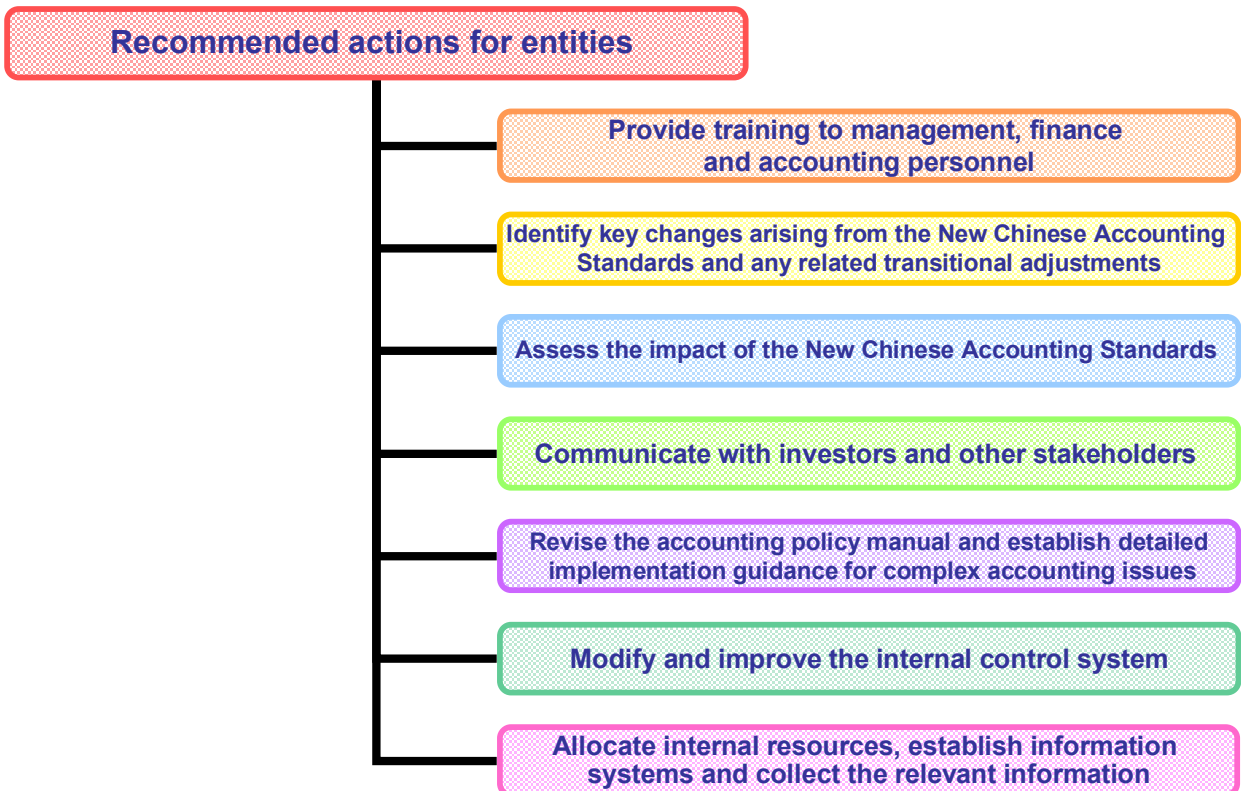 Recommended actions for entities
Provide training to management, finance
and accounting personnel
Identify key changes arising from the New Chinese Accounting
Standards and any related transitional adjustments
Assess the impact of the New Chinese Accounting Standards
Communicate with investors and other stakeholders
Revise the accounting policy manual and establish detailed
implementation guidance for complex accounting issues
Modify and improve the internal control system
Allocate internal resources, establish information
systems and collect the relevant information